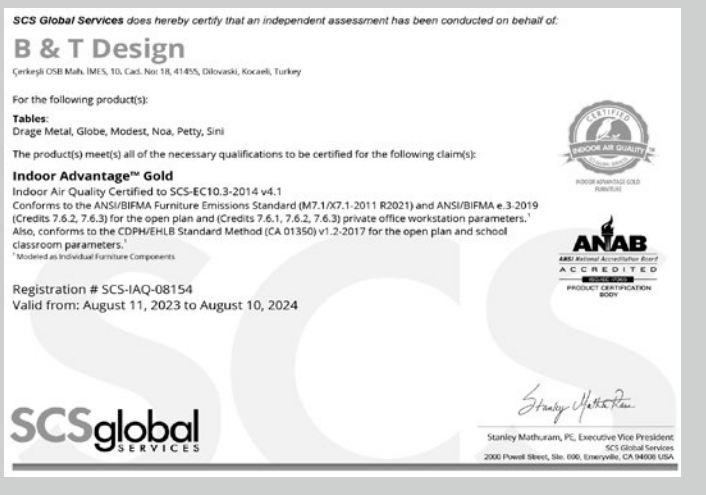 SCS Global Services does hereby certify that an independent assessment has been conducted on behalf of:
B & T Design
Çerkeşli OSB Mah. İMES, 10. Cad. No: 18, 41455, Dilovaski, Kocaeli, Turkey
For the following product(s):
Tables:
Drage Metal, Globe, Modest, Noa, Petty, Sini
The product(s) meet(s) all of the necessary qualifications to be certified for the following claim(s):
Indoor Advantage™ Gold
Indoor Air Quality Certified to SCS-EC10.3-2014 v4.1
Conforms to the ANSI/BIFMA Furniture Emissions Standard (M7.1/X7.1-2011 R2021) and ANSI/BIFMA e.3-2019
(Credits 7.6.2, 7.6.3) for the open plan and (Credits 7.6.1, 7.6.2, 7.6.3) private office workstation parameters.¹
Also, conforms to the CDPH/EHLB Standard Method (CA 01350) v1.2-2017 for the open plan and school
classroom parameters.¹
¹ Modeled as Individual Furniture Components
Registration # SCS-IAQ-08154
Valid from: August 11, 2023 to August 10, 2024
CERTIFIED
INDOOR AIR QUALITY
SCS GLOBAL SERVICES
INDOOR ADVANTAGE GOLD
FURNITURE
ANAB
ANSI National Accreditation Board
ACCREDITED
ISO/IEC 17065
PRODUCT CERTIFICATION
BODY
SCS
SCSglobal
SERVICES
Stanley Mathuram, PE, Executive Vice President
SCS Global Services
2000 Powell Street, Ste. 600, Emeryville, CA 94608 USA